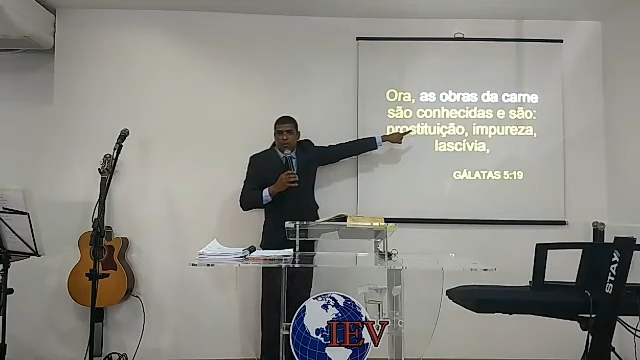 Ora, as obras da carne
são conhecidas e são:
prostituição, impureza,
lascívia,
GÁLATAS 5:19
IEV
STAY